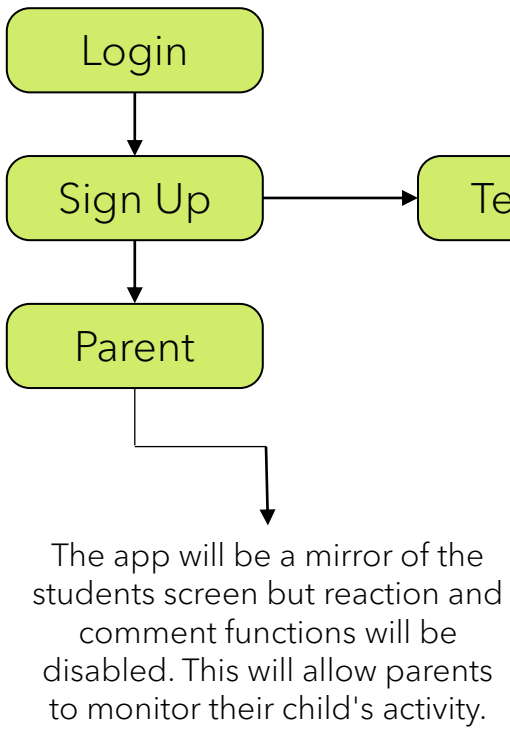 Login
Sign Up
Parent
The app will be a mirror of the
students screen but reaction and
comment functions will be
disabled. This will allow parents
to monitor their child's activity.